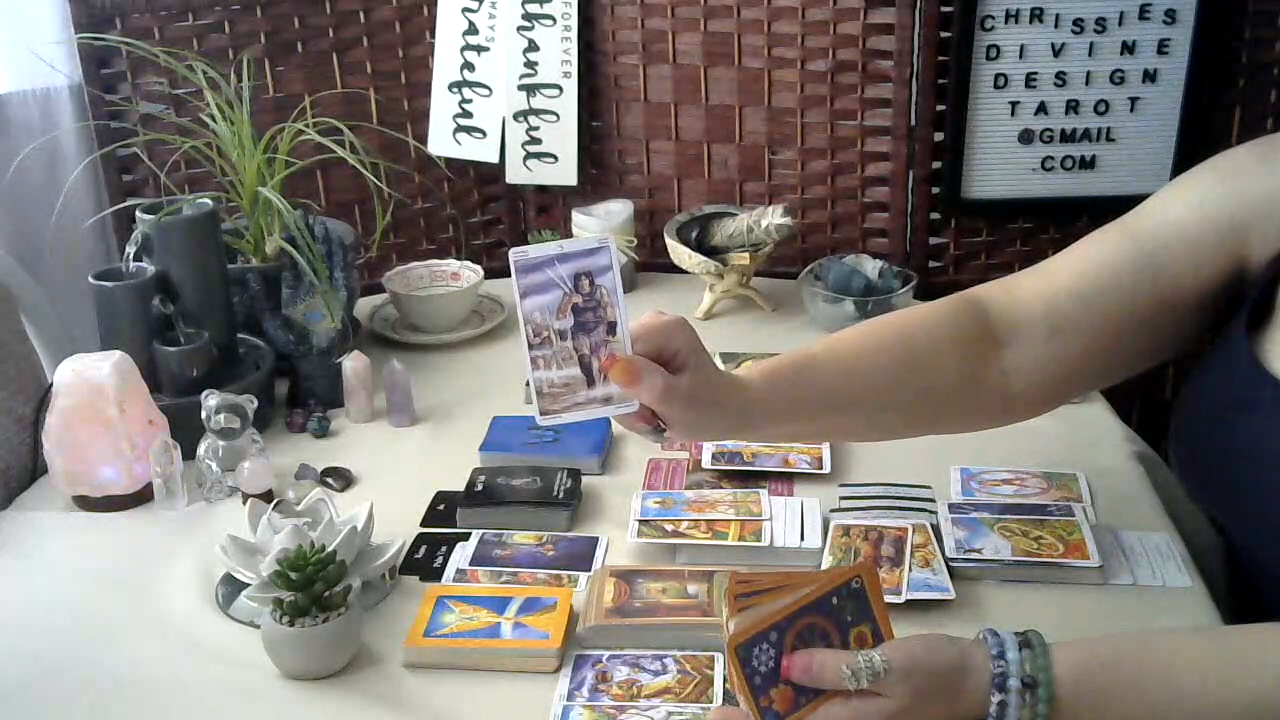 ALWAYS
grateful
FOREVER
thankful
CHRISSIES
DIVINE
DESIGN
TAROT
@GMAIL
.COM